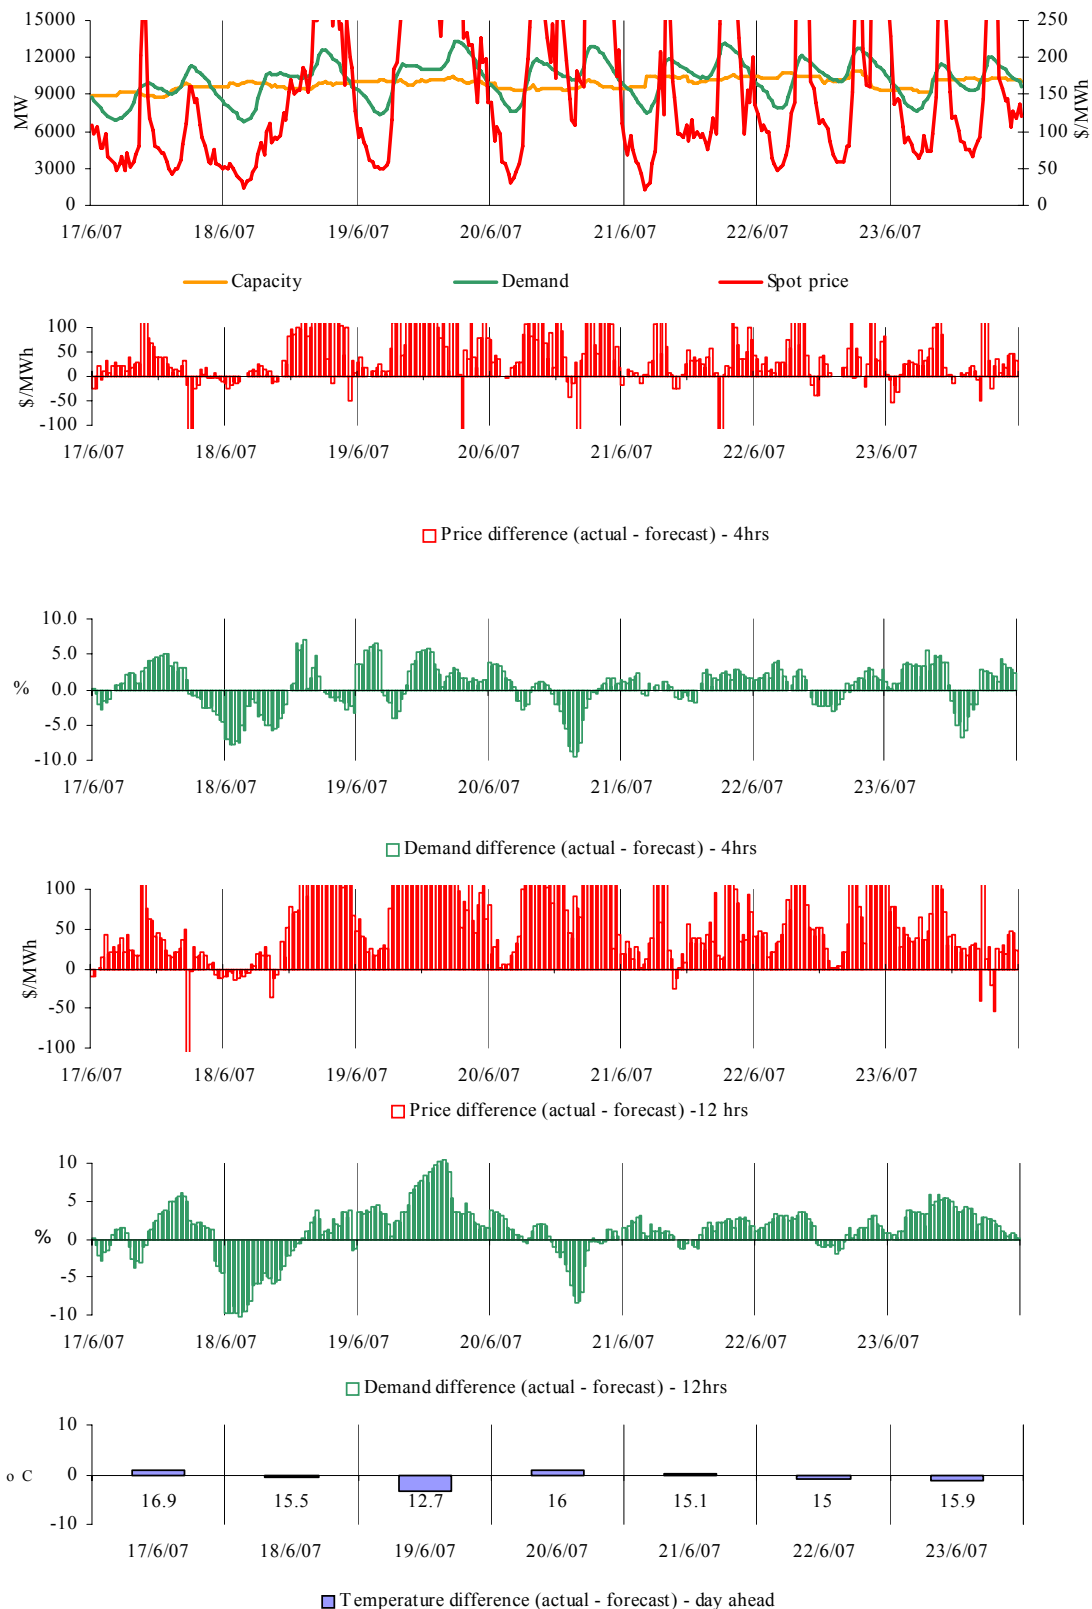 15000
12000
9000
6000
3000
0
MW
250
200
150
100
50
0
$/MWh
17/6/07 18/6/07 19/6/07 20/6/07 21/6/07 22/6/07 23/6/07
Capacity Demand Spot price
100
50
0
-50
-100
$/MWh
17/6/07 18/6/07 19/6/07 20/6/07 21/6/07 22/6/07 23/6/07
Price difference (actual - forecast) - 4hrs
10.0
5.0
0.0
-5.0
-10.0
%
17/6/07 18/6/07 19/6/07 20/6/07 21/6/07 22/6/07 23/6/07
Demand difference (actual - forecast) - 4hrs
100
50
0
-50
-100
$/MWh
17/6/07 18/6/07 19/6/07 20/6/07 21/6/07 22/6/07 23/6/07
Price difference (actual - forecast) -12 hrs
10
5
0
-5
-10
%
17/6/07 18/6/07 19/6/07 20/6/07 21/6/07 22/6/07 23/6/07
Demand difference (actual - forecast) - 12hrs
10
0
-10
o C
16.9 15.5 12.7 16 15.1 15 15.9
17/6/07 18/6/07 19/6/07 20/6/07 21/6/07 22/6/07 23/6/07
Temperature difference (actual - forecast) - day ahead